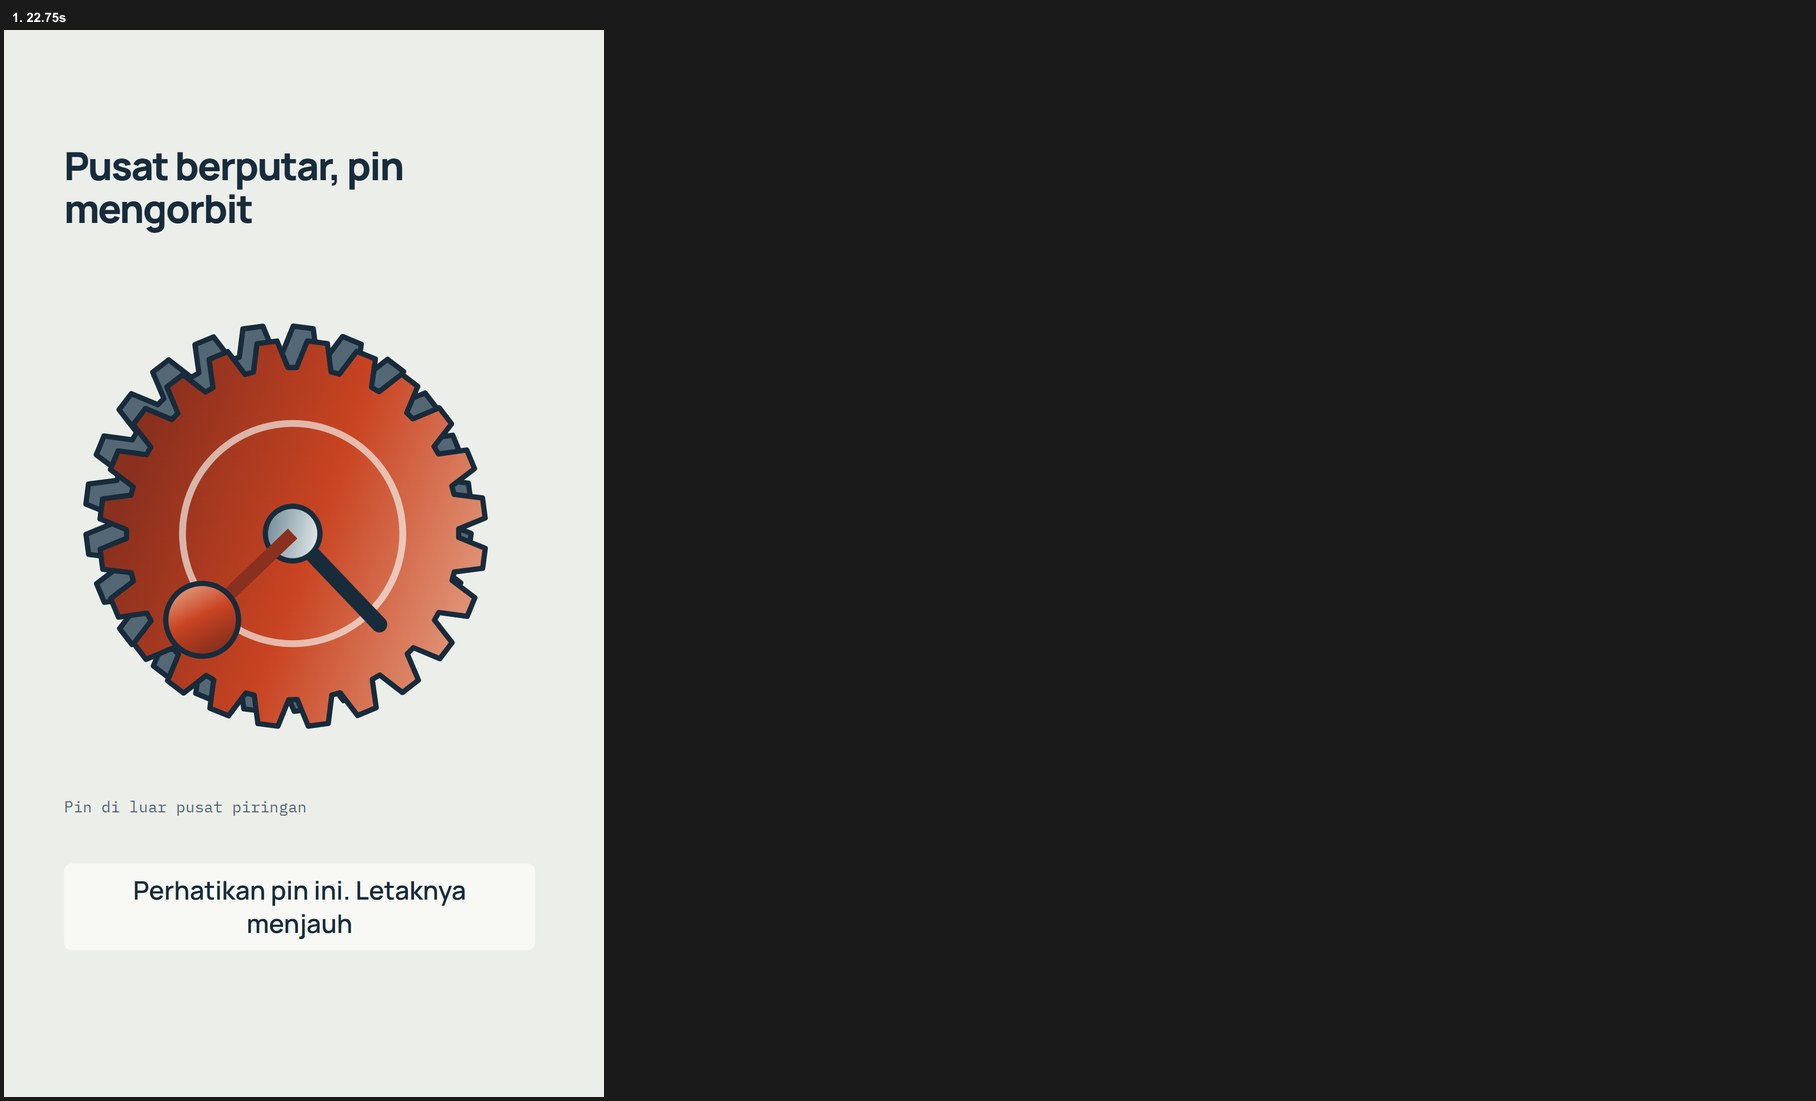 1. 22.75s
Pusat berputar, pin
mengorbit
Pin di luar pusat piringan
Perhatikan pin ini. Letaknya
menjauh